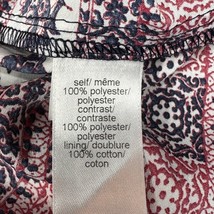 self/ même
100% polyester/
polyester
contrast/
contraste
100% polyester/
polyester
lining/ doublure
100% cotton/
coton